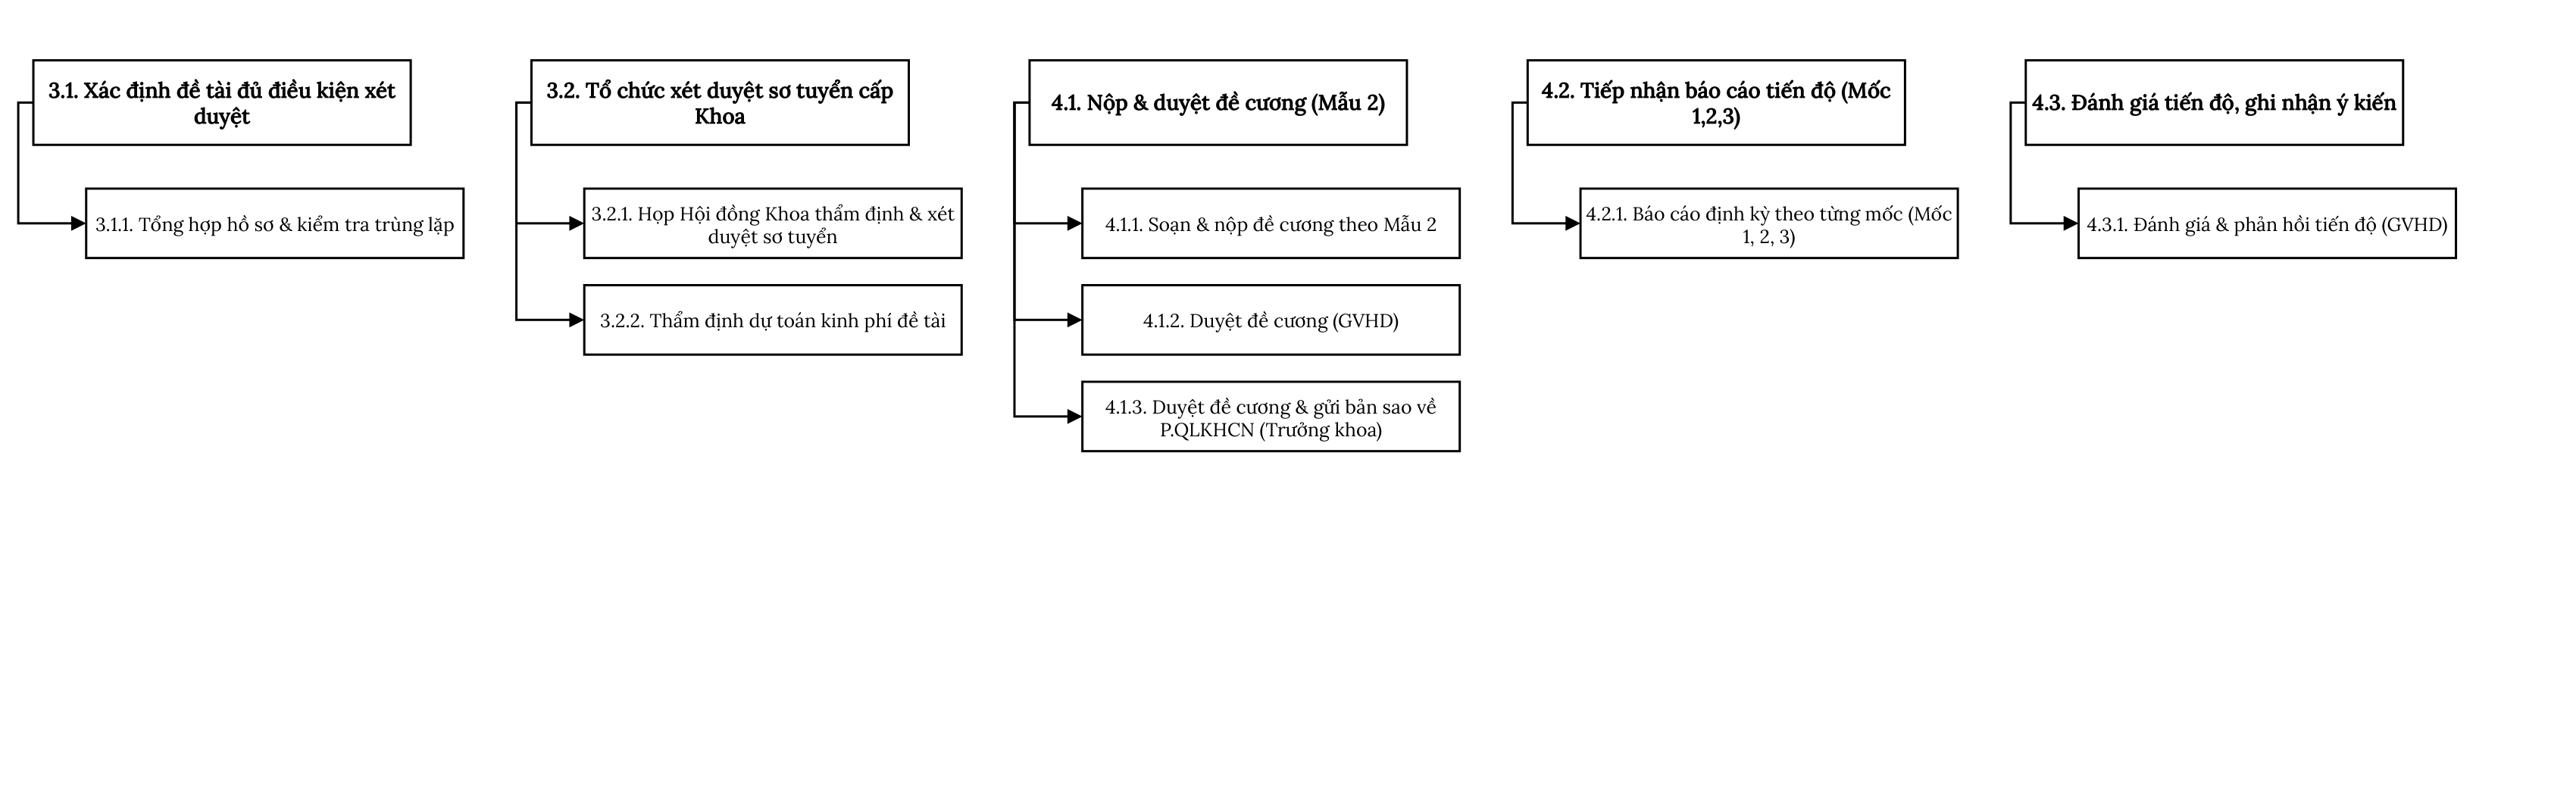 3.1. Xác định đề tài đủ điều kiện xét
duyệt
3.1.1. Tổng hợp hồ sơ & kiểm tra trùng lặp
3.2. Tổ chức xét duyệt sơ tuyển cấp
Khoa
3.2.1. Họp Hội đồng Khoa thẩm định & xét
duyệt sơ tuyển
3.2.2. Thẩm định dự toán kinh phí đề tài
4.1. Nộp & duyệt đề cương (Mẫu 2)
4.1.1. Soạn & nộp đề cương theo Mẫu 2
4.1.2. Duyệt đề cương (GVHD)
4.1.3. Duyệt đề cương & gửi bản sao về
P.QLKHCN (Trưởng khoa)
4.2. Tiếp nhận báo cáo tiến độ (Mốc
1,2,3)
4.2.1. Báo cáo định kỳ theo từng mốc (Mốc
1, 2, 3)
4.3. Đánh giá tiến độ, ghi nhận ý kiến
4.3.1. Đánh giá & phản hồi tiến độ (GVHD)